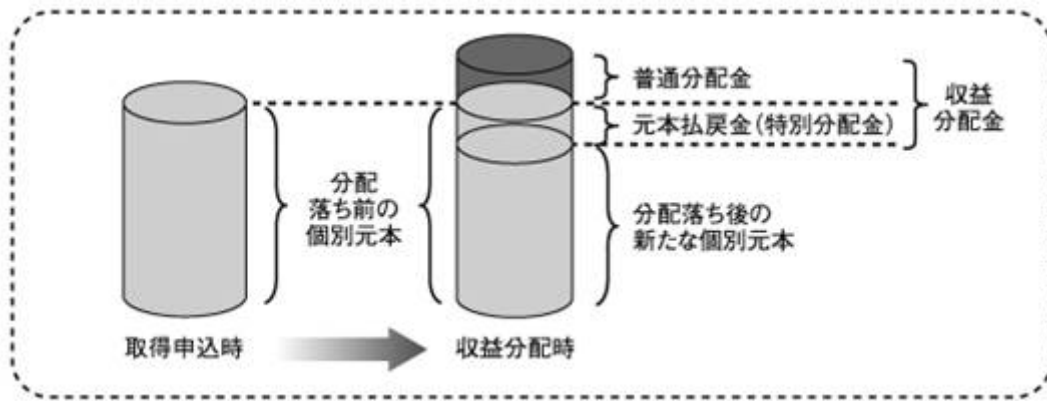 普通分配金
元本払戻金(特別分配金)
収益
分配金
分配
落ち前の
個別元本
分配落ち後の
新たな個別元本
取得申込時
収益分配時